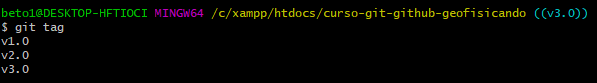 beto1@DESKTOP-HFTIOCI MINGW64 /c/xampp/htdocs/curso-git-github-geofisicando ((v3.0))
$ git tag
v1.0
v2.0
v3.0